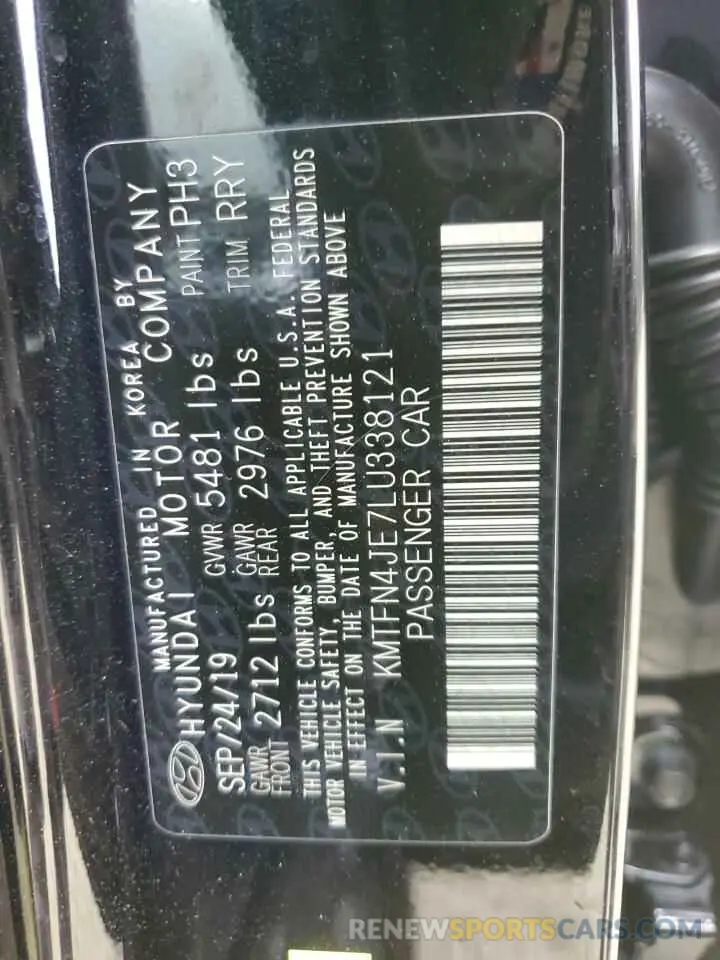 MANUFACTURED IN KOREA BY
HYUNDAI MOTOR COMPANY
SEP/24/19 GVWR 5481 lbs PAINT PH3
GAWR FRONT 2712 lbs GAWR REAR 2976 lbs TRIM RRY
THIS VEHICLE CONFORMS TO ALL APPLICABLE U.S.A. FEDERAL
MOTOR VEHICLE SAFETY, BUMPER, AND THEFT PREVENTION STANDARDS
IN EFFECT ON THE DATE OF MANUFACTURE SHOWN ABOVE
V.I.N KMTFN4JE7LU338121
PASSENGER CAR
RENEWSPORTSCARS.COM